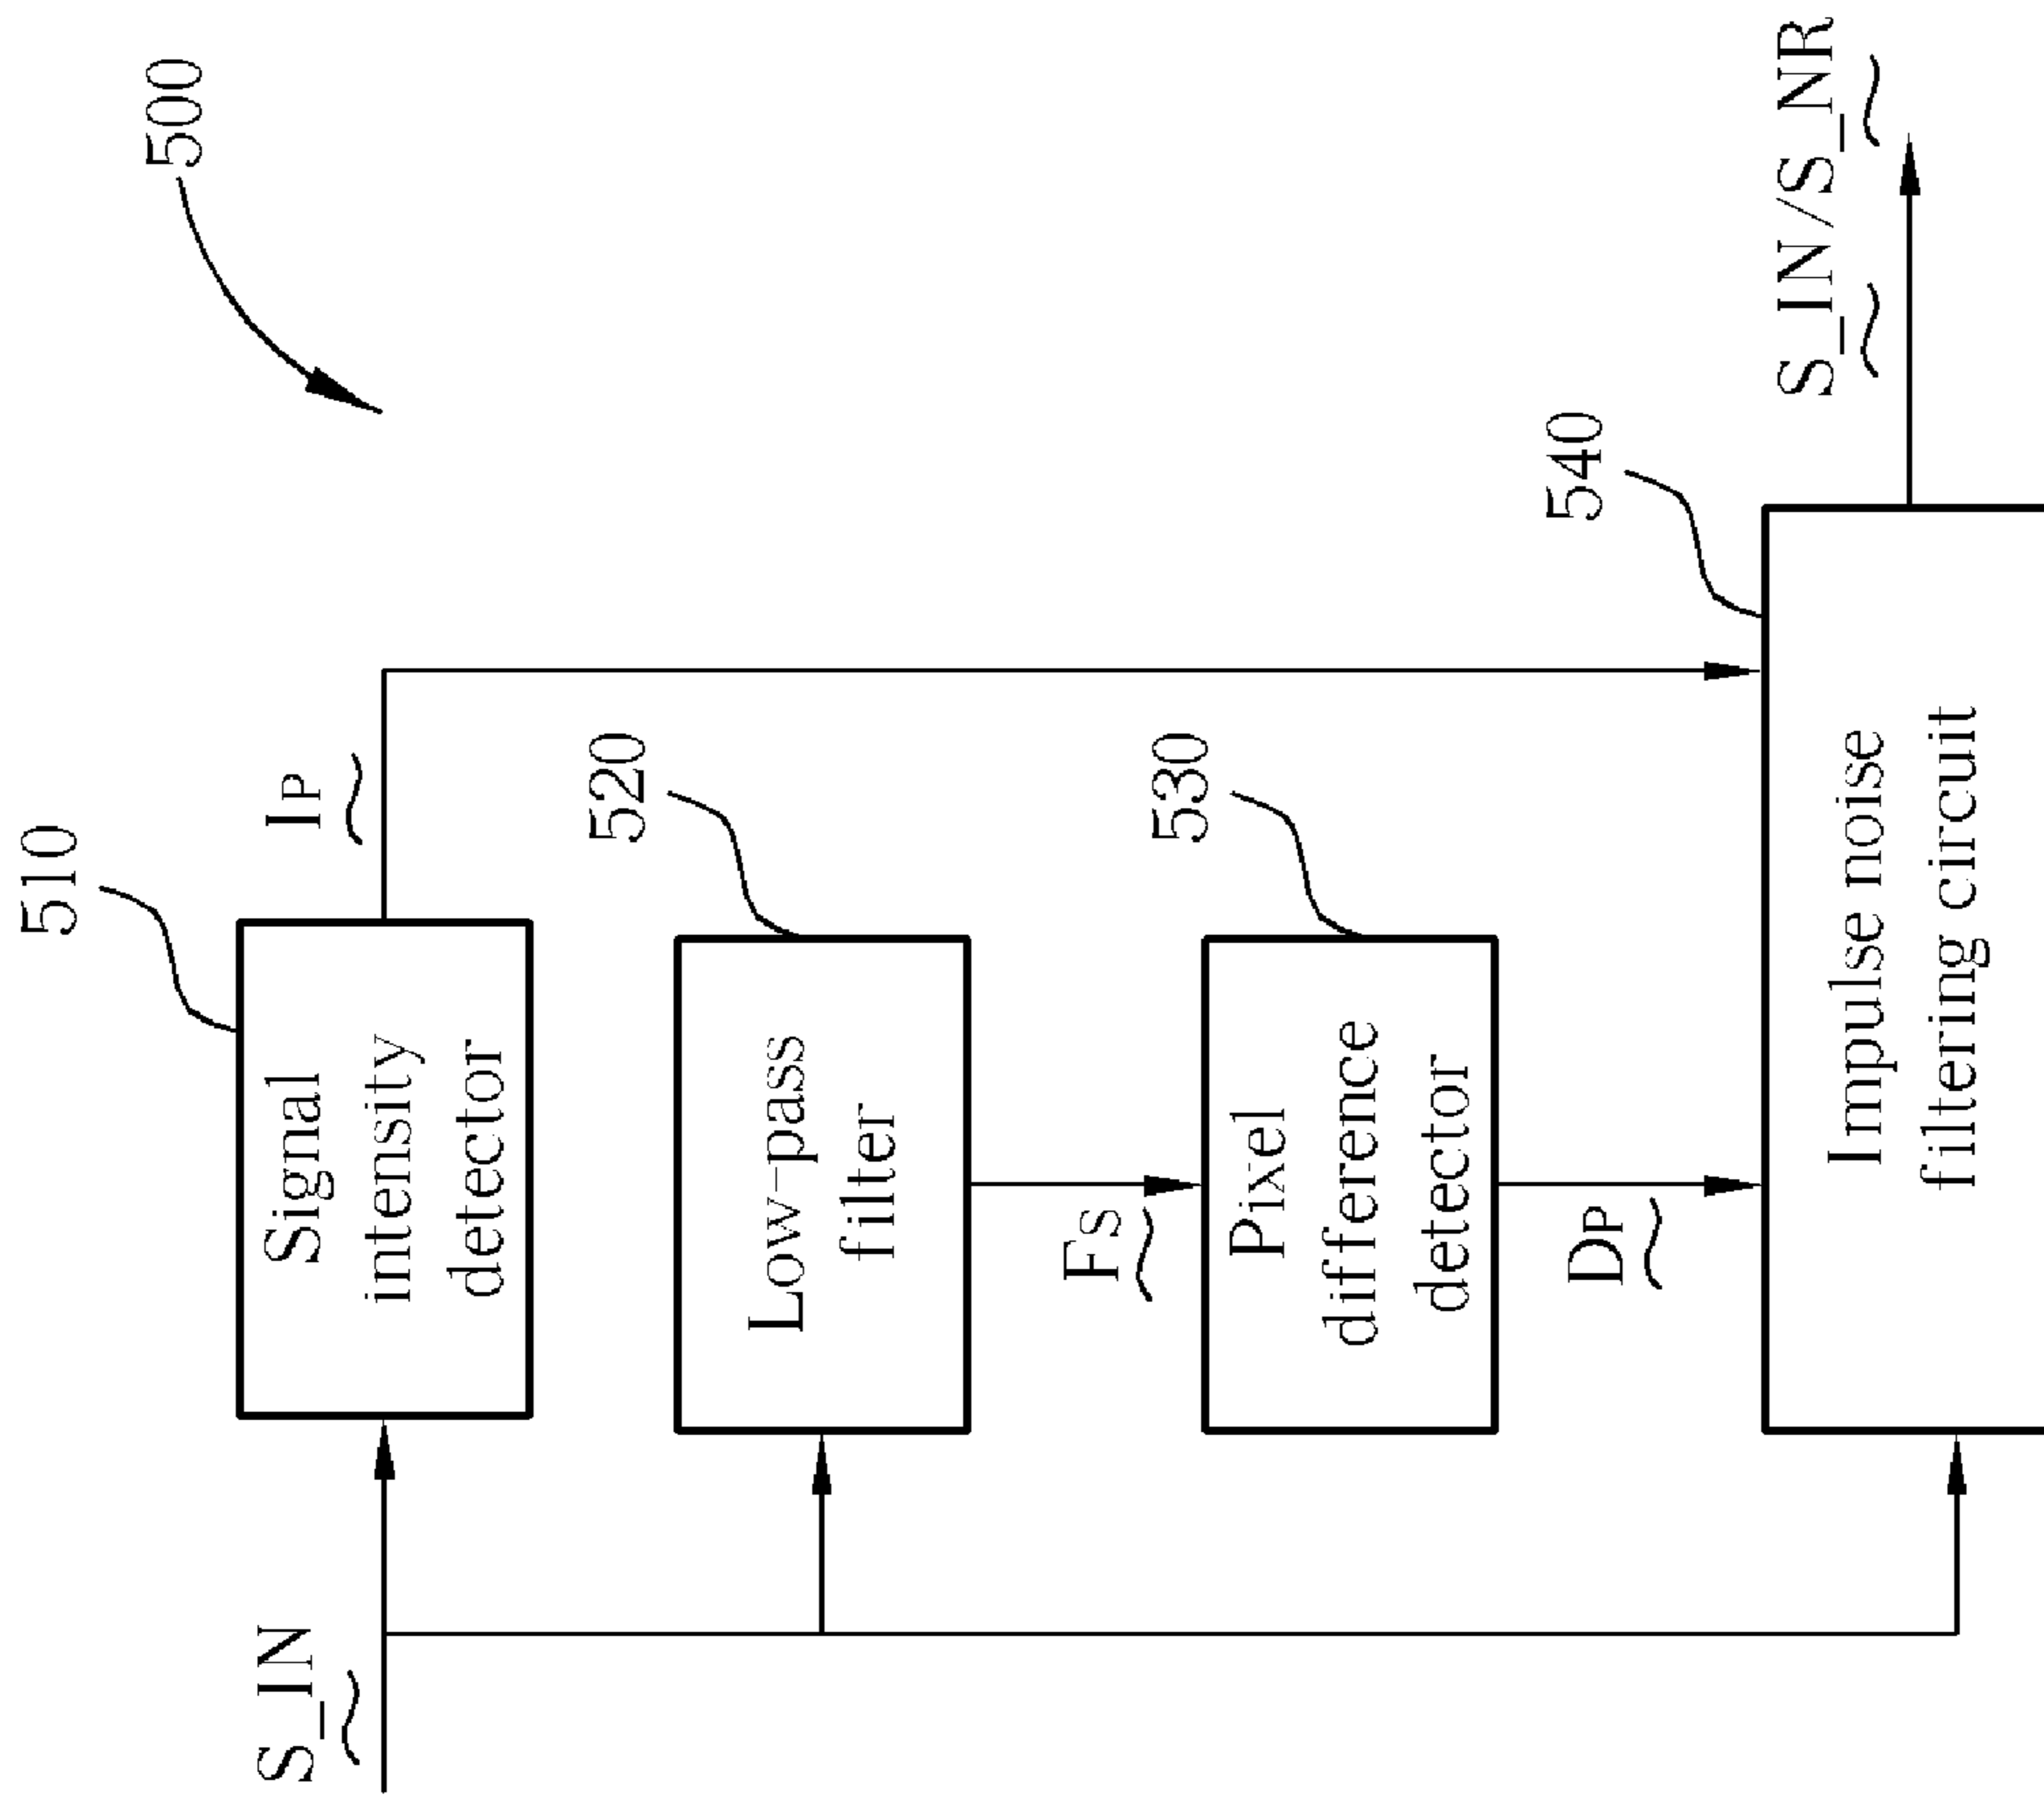 500
510
S_IN
Signal
intensity
detector
IP
520
Low-pass
filter
FS
530
Pixel
difference
detector
DP
540
Impulse noise
filtering circuit
S_IN/S_NR